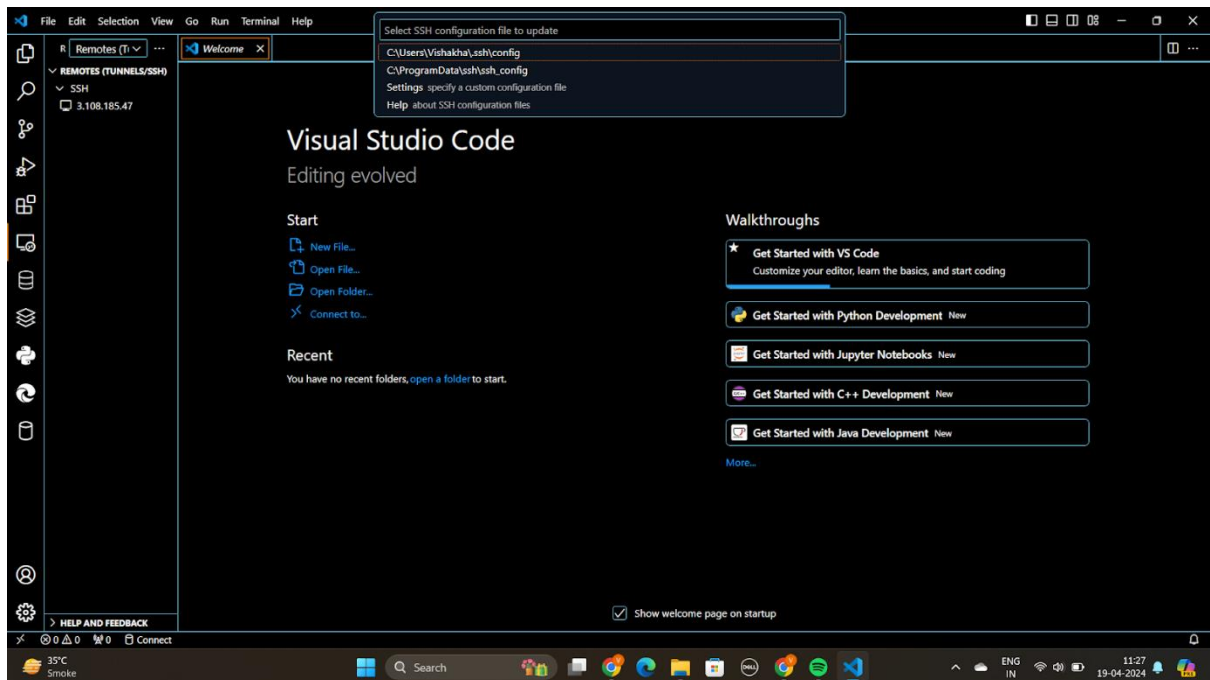 File Edit Selection View Go Run Terminal Help
Select SSH configuration file to update
C:\Users\Vishakha\.ssh\config
C:\ProgramData\ssh\ssh_config
Settings specify a custom configuration file
Help about SSH configuration files
R Remotes (Tu
Welcome
REMOTES (TUNNELS/SSH)
SSH
3.108.185.47
Visual Studio Code
Editing evolved
Start
New File...
Open File...
Open Folder...
Connect to...
Recent
You have no recent folders, open a folder to start.
Walkthroughs
Get Started with VS Code
Customize your editor, learn the basics, and start coding
Get Started with Python Development New
Get Started with Jupyter Notebooks New
Get Started with C++ Development New
Get Started with Java Development New
More...
Show welcome page on startup
HELP AND FEEDBACK
0 0 0 Connect
35°C
Smoke
Search
DELL
ENG
IN
11:27
19-04-2024